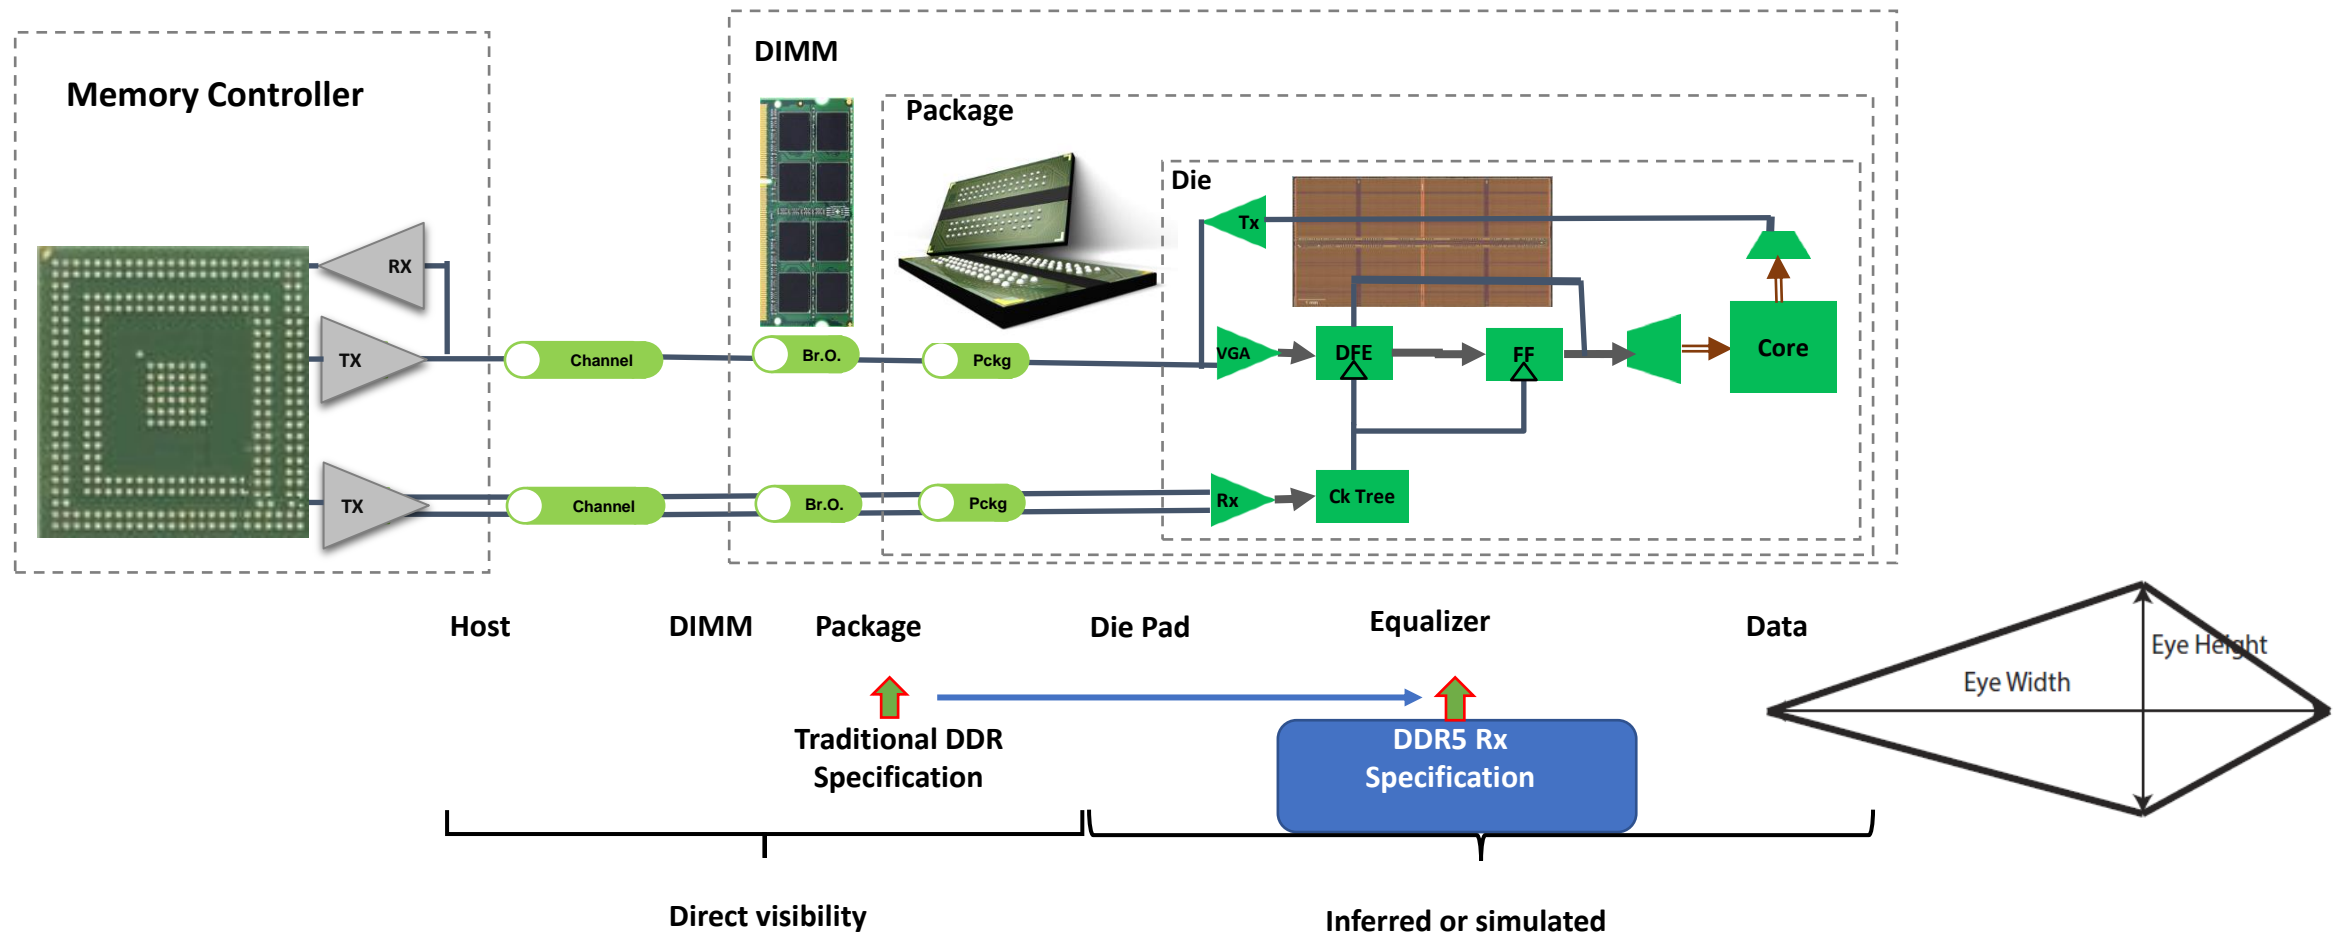 DIMM
Memory Controller
Package
Die
Tx
RX
TX
Channel
Br.O.
Pckg
VGA
DFE
FF
Core
TX
Channel
Br.O.
Pckg
Rx
Ck Tree
Host
DIMM
Package
Die Pad
Equalizer
Data
Eye Height
Eye Width
Traditional DDR
Specification
DDR5 Rx
Specification
Direct visibility
Inferred or simulated